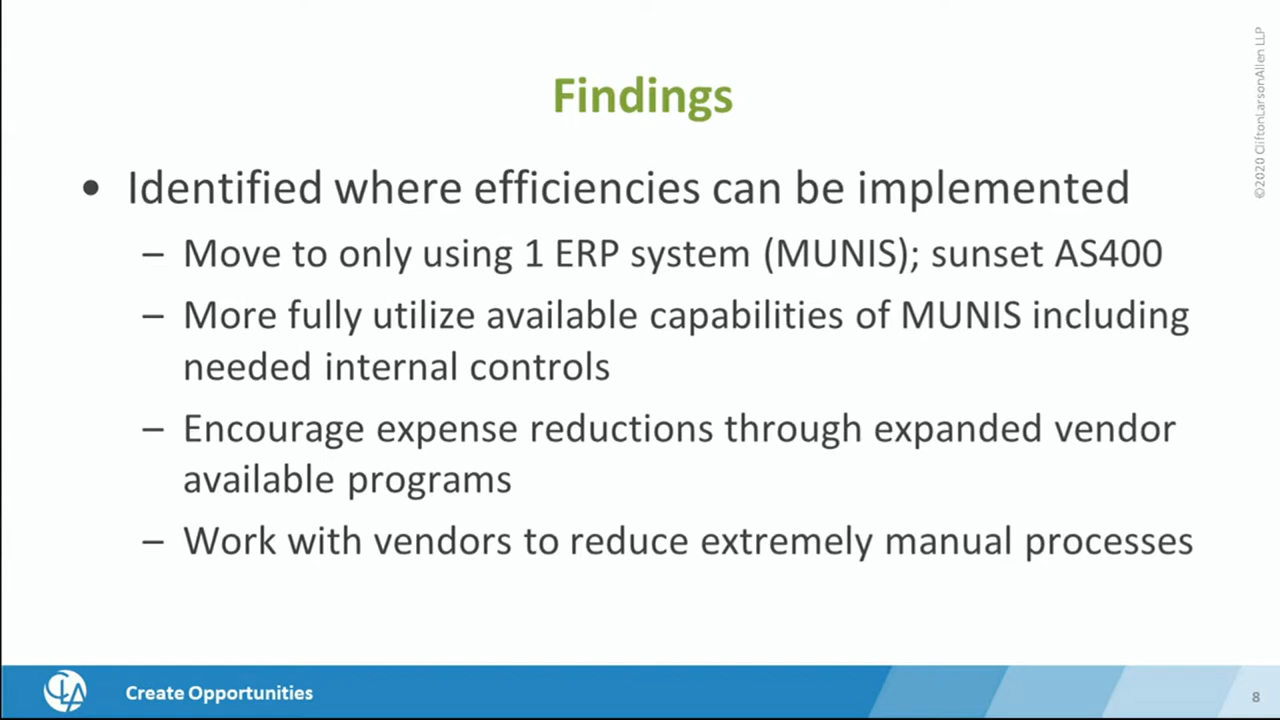 Findings
• Identified where efficiencies can be implemented
– Move to only using 1 ERP system (MUNIS); sunset AS400
– More fully utilize available capabilities of MUNIS including
needed internal controls
– Encourage expense reductions through expanded vendor
available programs
– Work with vendors to reduce extremely manual processes
©2020 CliftonLarsonAllen LLP
CLA
Create Opportunities
8